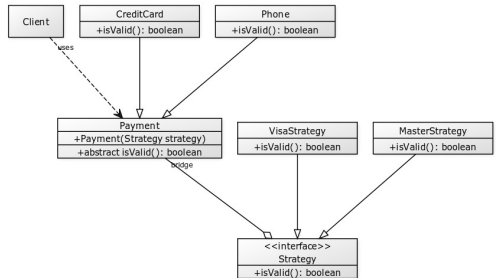 Client
CreditCard
+isValid(): boolean
Phone
+isValid(): boolean
uses
Payment
+Payment(Strategy strategy)
+abstract isValid(): boolean
bridge
VisaStrategy
+isValid(): boolean
MasterStrategy
+isValid(): boolean
<<interface>>
Strategy
+isValid(): boolean